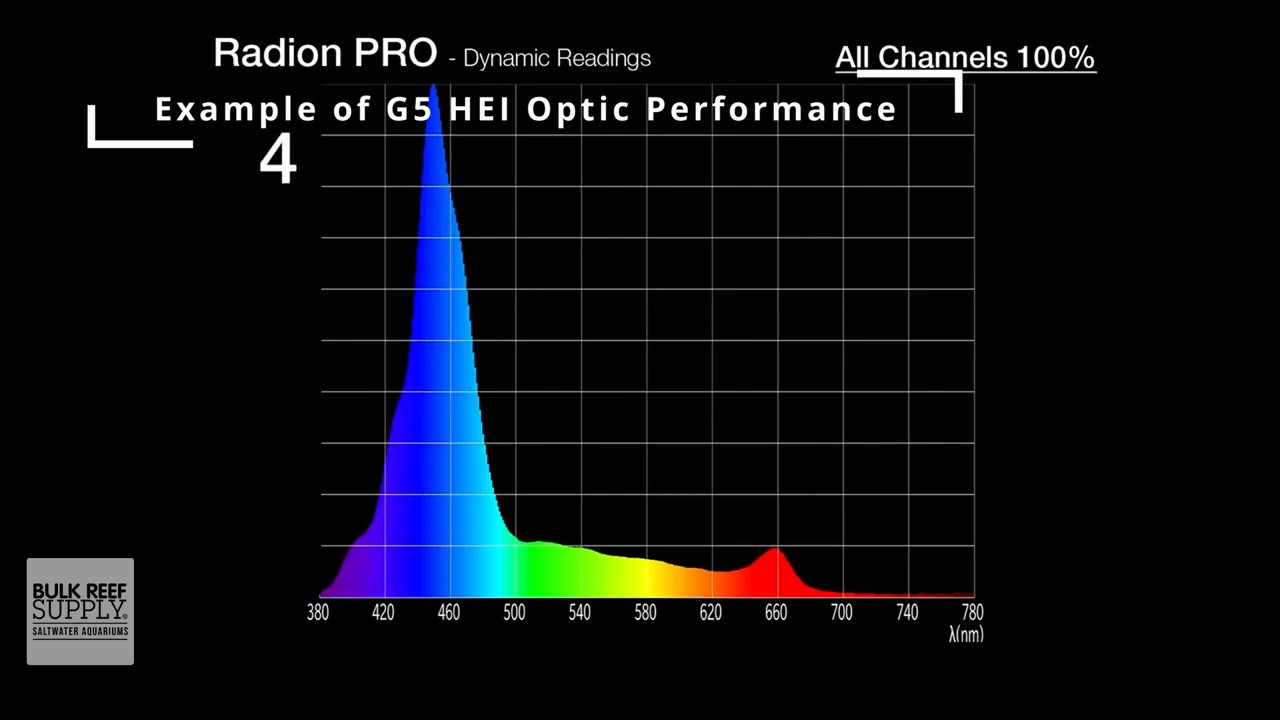 Radion PRO - Dynamic Readings
All Channels 100%
Example of G5 HEI Optic Performance
4
380 420 460 500 540 580 620 660 700 740 780
λ(nm)
BULK REEF
SUPPLY®
SALTWATER AQUARIUMS